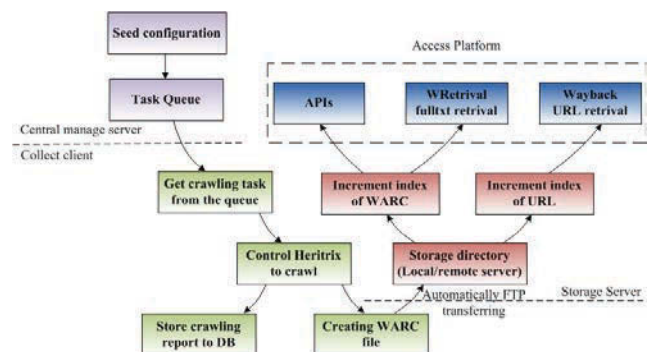 Seed configuration
Task Queue
Central manage server
Collect client
Get crawling task
from the queue
Control Heritrix
to crawl
Store crawling
report to DB
Creating WARC
file
Access Platform
APIs
WRetrival
fulltxt retrival
Wayback
URL retrival
Increment index
of WARC
Increment index
of URL
Storage directory
(Local/remote server)
Automatically FTP
transferring
Storage Server